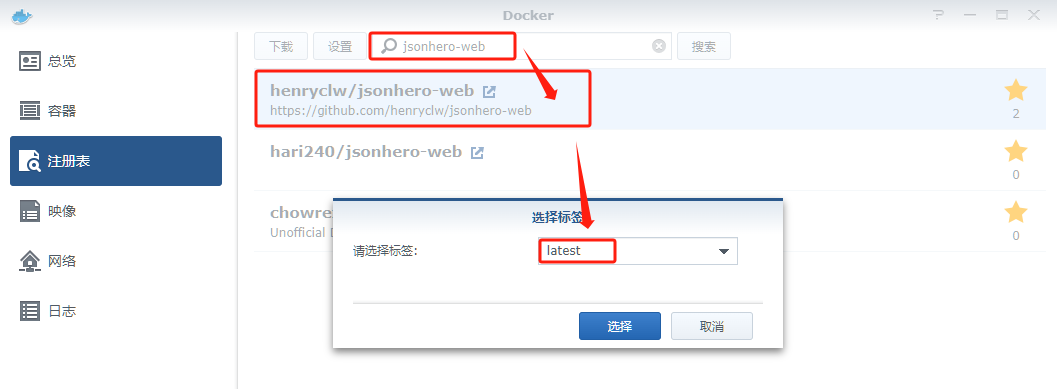 Docker
总览
容器
注册表
映像
网络
日志
下载 设置 jsonhero-web 搜索
henryclw/jsonhero-web
https://github.com/henryclw/jsonhero-web
2
hari240/jsonhero-web
0
chowre
Unofficial D
0
选择标签
请选择标签:
latest
选择 取消